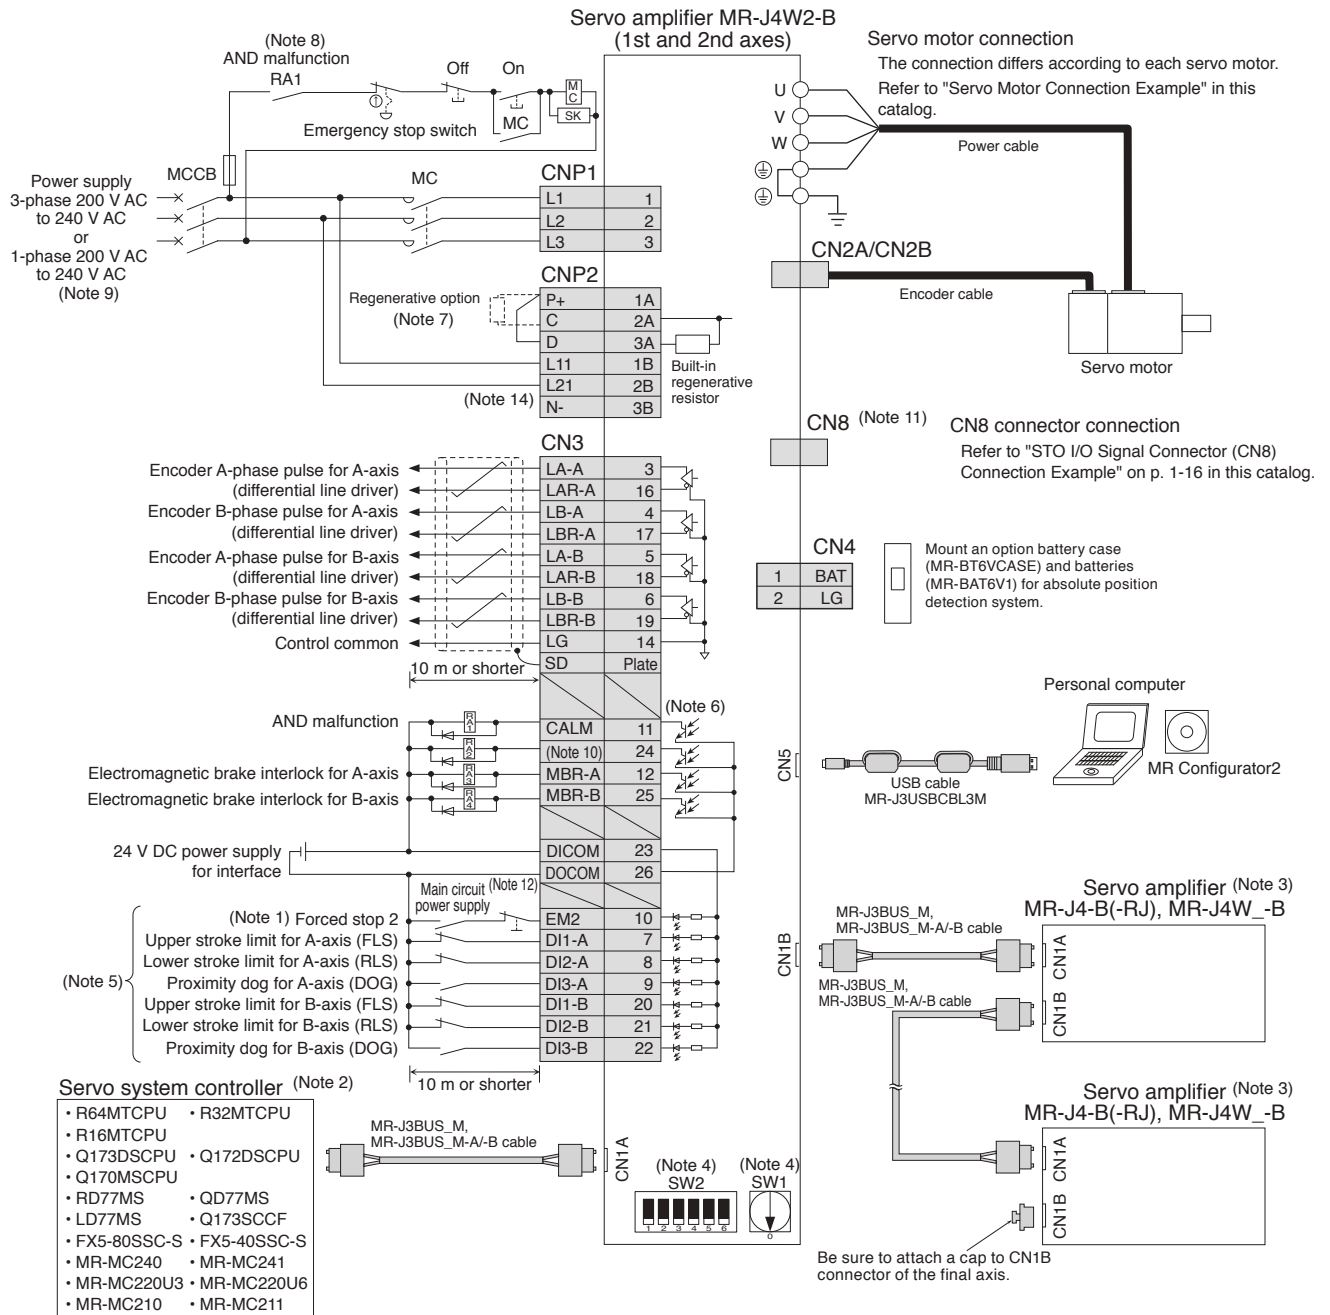 Servo amplifier MR-J4W2-B
(1st and 2nd axes)
(Note 8)
AND malfunction
RA1
Off
On
M
C
SK
MC
Emergency stop switch
MCCB
MC
Power supply
3-phase 200 V AC
to 240 V AC
or
1-phase 200 V AC
to 240 V AC
(Note 9)
CNP1
L1 1
L2 2
L3 3
CNP2
Regenerative option
(Note 7)
P+ 1A
C 2A
D 3A
L11 1B
L21 2B
N- 3B
(Note 14)
Built-in
regenerative
resistor
Servo motor connection
The connection differs according to each servo motor.
Refer to "Servo Motor Connection Example" in this
catalog.
U
V
W
Power cable
CN2A/CN2B
Encoder cable
Servo motor
CN8 (Note 11)
CN8 connector connection
Refer to "STO I/O Signal Connector (CN8)
Connection Example" on p. 1-16 in this catalog.
CN3
Encoder A-phase pulse for A-axis LA-A 3
(differential line driver) LAR-A 16
Encoder B-phase pulse for A-axis LB-A 4
(differential line driver) LBR-A 17
Encoder A-phase pulse for B-axis LA-B 5
(differential line driver) LAR-B 18
Encoder B-phase pulse for B-axis LB-B 6
(differential line driver) LBR-B 19
Control common LG 14
SD Plate
10 m or shorter
CN4
1 BAT
2 LG
Mount an option battery case
(MR-BT6VCASE) and batteries
(MR-BAT6V1) for absolute position
detection system.
(Note 6)
AND malfunction RA1 CALM 11
RA2 (Note 10) 24
Electromagnetic brake interlock for A-axis RA3 MBR-A 12
Electromagnetic brake interlock for B-axis RA4 MBR-B 25
24 V DC power supply
for interface
DICOM 23
DOCOM 26
Main circuit (Note 12)
power supply
(Note 1) Forced stop 2 EM2 10
Upper stroke limit for A-axis (FLS) DI1-A 7
Lower stroke limit for A-axis (RLS) DI2-A 8
(Note 5)
Proximity dog for A-axis (DOG) DI3-A 9
Upper stroke limit for B-axis (FLS) DI1-B 20
Lower stroke limit for B-axis (RLS) DI2-B 21
Proximity dog for B-axis (DOG) DI3-B 22
10 m or shorter
Personal computer
CN5
USB cable
MR-J3USBCBL3M
MR Configurator2
Servo amplifier (Note 3)
MR-J4-B(-RJ), MR-J4W_-B
MR-J3BUS_M,
MR-J3BUS_M-A/-B cable
CN1B
CN1A
MR-J3BUS_M,
MR-J3BUS_M-A/-B cable
CN1B
Servo amplifier (Note 3)
MR-J4-B(-RJ), MR-J4W_-B
CN1A
CN1B
Be sure to attach a cap to CN1B
connector of the final axis.
Servo system controller (Note 2)
• R64MTCPU • R32MTCPU
• R16MTCPU
• Q173DSCPU • Q172DSCPU
• Q170MSCPU
• RD77MS • QD77MS
• LD77MS • Q173SCCF
• FX5-80SSC-S • FX5-40SSC-S
• MR-MC240 • MR-MC241
• MR-MC220U3 • MR-MC220U6
• MR-MC210 • MR-MC211
MR-J3BUS_M,
MR-J3BUS_M-A/-B cable
CN1A
(Note 4)
SW2
1 2 3 4 5 6
(Note 4)
SW1
0